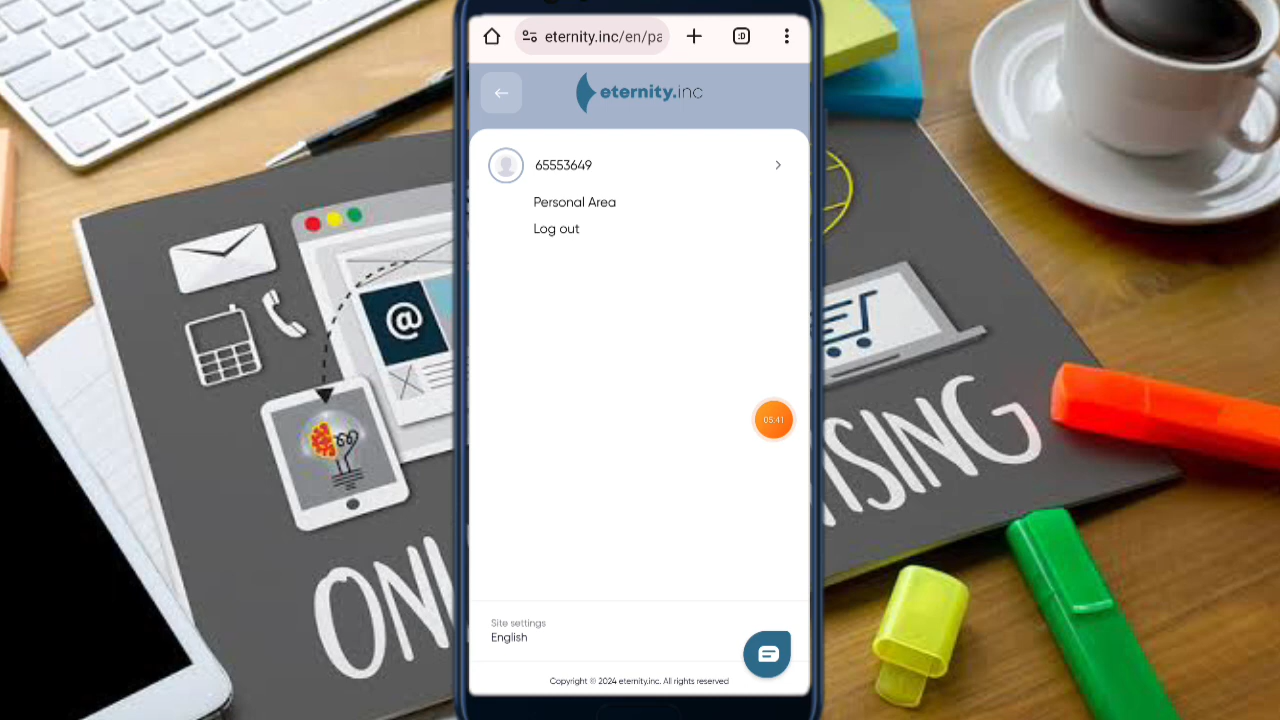 eternity.inc/en/pa
:D
eternity.inc
65553649
Personal Area
Log out
05:41
Site settings
English
Copyright © 2024 eternity.inc. All rights reserved
@
ONL
ISING